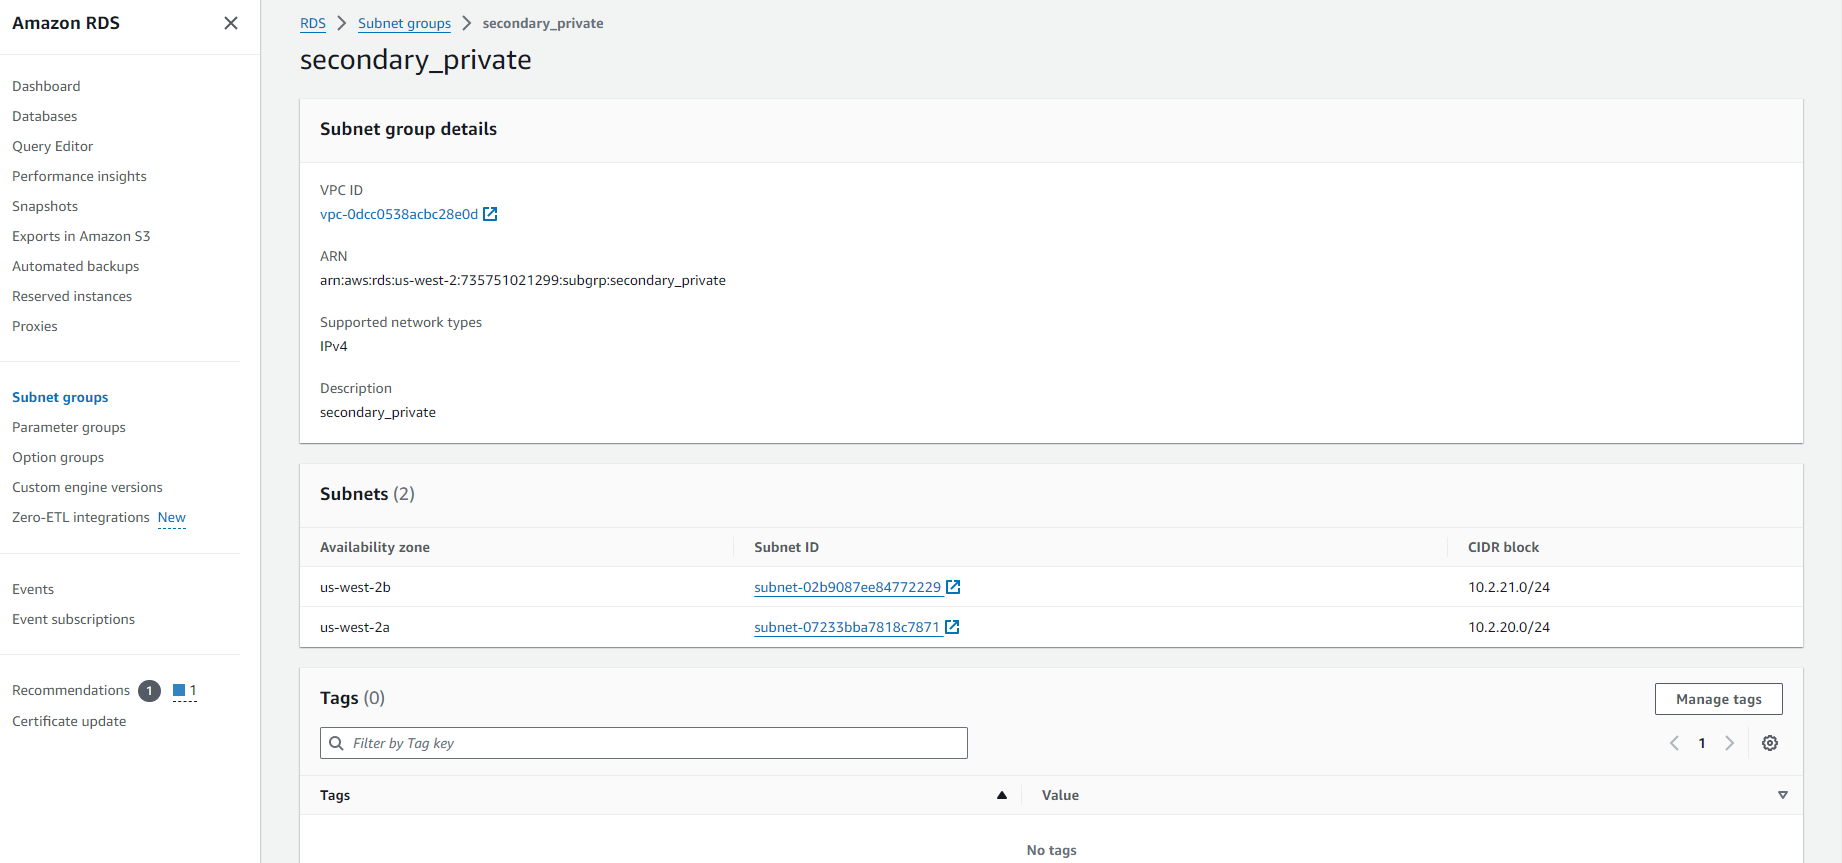 Amazon RDS
Dashboard
Databases
Query Editor
Performance insights
Snapshots
Exports in Amazon S3
Automated backups
Reserved instances
Proxies
Subnet groups
Parameter groups
Option groups
Custom engine versions
Zero-ETL integrations New
Events
Event subscriptions
Recommendations 1 1
Certificate update
RDS Subnet groups secondary_private
secondary_private
Subnet group details
VPC ID
vpc-0dcc0538acbc28e0d
ARN
arn:aws:rds:us-west-2:735751021299:subgrp:secondary_private
Supported network types
IPv4
Description
secondary_private
Subnets (2)
Availability zone Subnet ID CIDR block
us-west-2b subnet-02b9087ee84772229 10.2.21.0/24
us-west-2a subnet-07233bba7818c7871 10.2.20.0/24
Tags (0)
Manage tags
Filter by Tag key
1
Tags Value
No tags